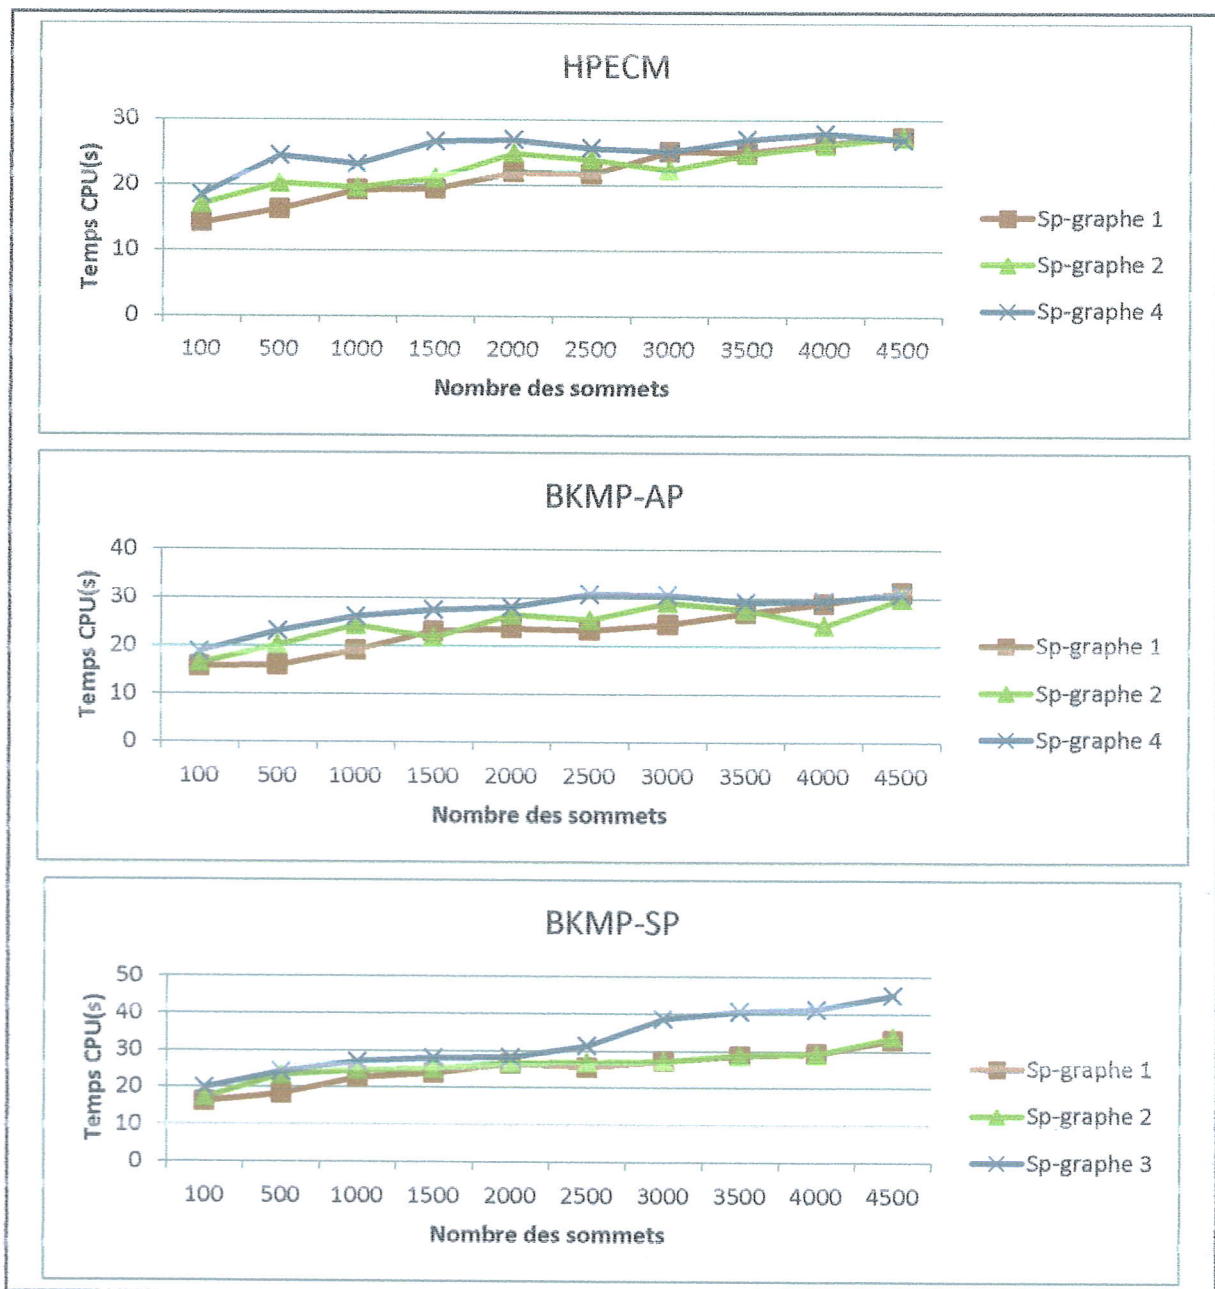 HPECM
Temps CPU(s)
30
20
10
0
100 500 1000 1500 2000 2500 3000 3500 4000 4500
Nombre des sommets
Sp-graphe 1
Sp-graphe 2
Sp-graphe 4
BKMP-AP
Temps CPU(s)
40
30
20
10
0
100 500 1000 1500 2000 2500 3000 3500 4000 4500
Nombre des sommets
Sp-graphe 1
Sp-graphe 2
Sp-graphe 4
BKMP-SP
Temps CPU(s)
50
40
30
20
10
0
100 500 1000 1500 2000 2500 3000 3500 4000 4500
Nombre des sommets
Sp-graphe 1
Sp-graphe 2
Sp-graphe 3